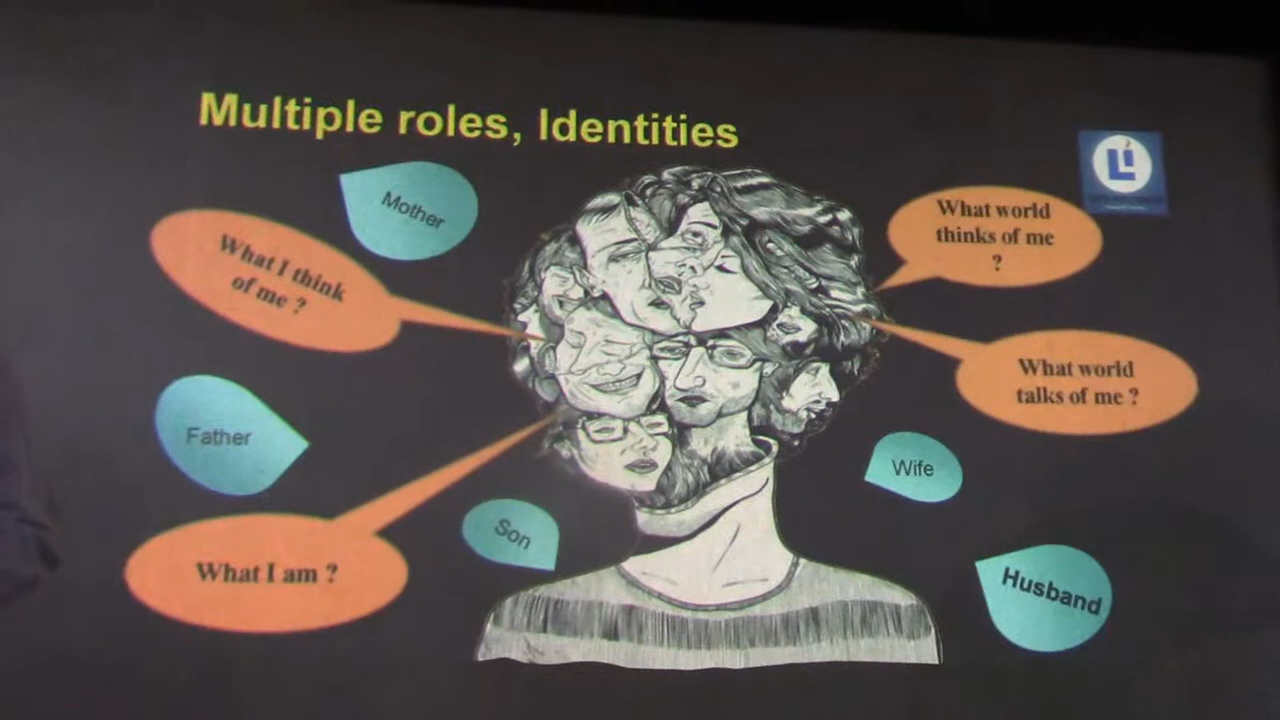 Multiple roles, Identities
Mother
What I think
of me ?
What world
thinks of me
?
What world
talks of me ?
Father
Wife
Son
What I am ?
Husband